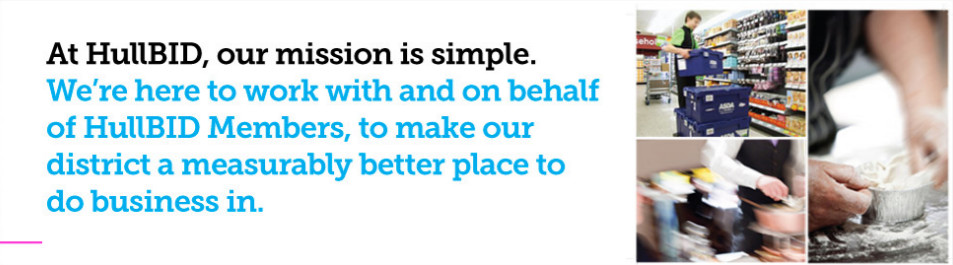 At HullBID, our mission is simple.
We're here to work with and on behalf
of HullBID Members, to make our
district a measurably better place to
do business in.
ASDA